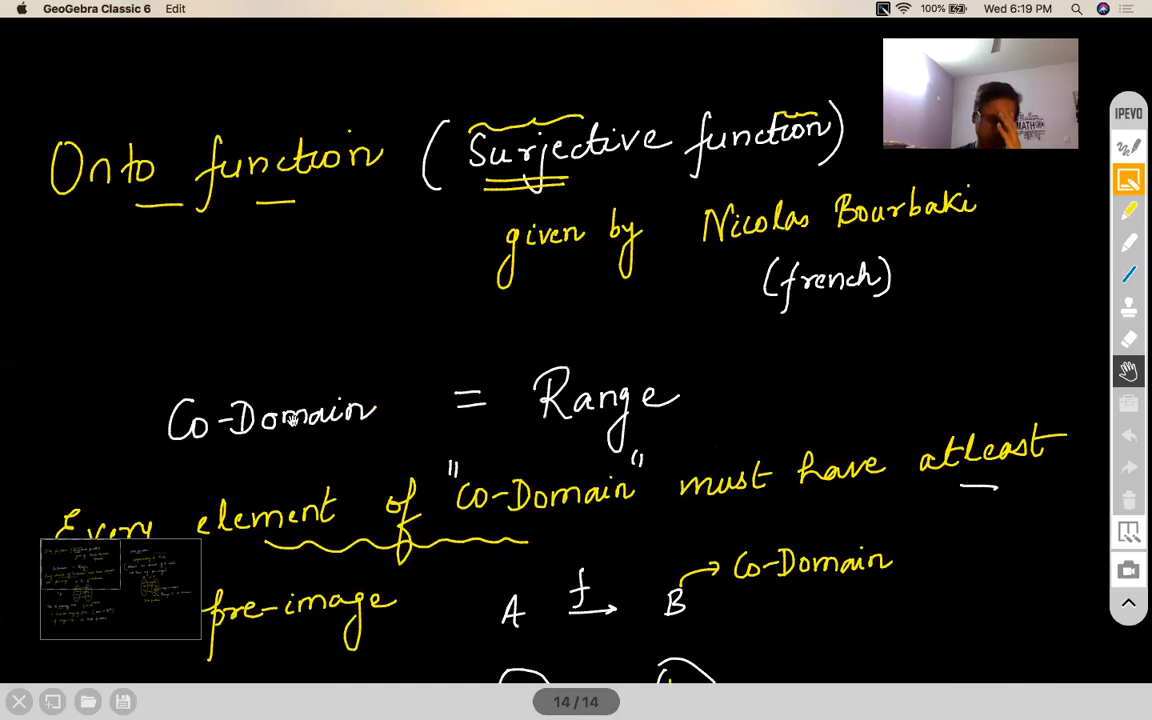 GeoGebra Classic 6 Edit 100% Wed 6:19 PM
IPEVO
MATH
Onto function (Surjective function)
given by Nicolas Bourbaki
(french)
Co-Domain = Range
Every element of "Co-Domain" must have atleast
pre-image A f B Co-Domain
14 / 14